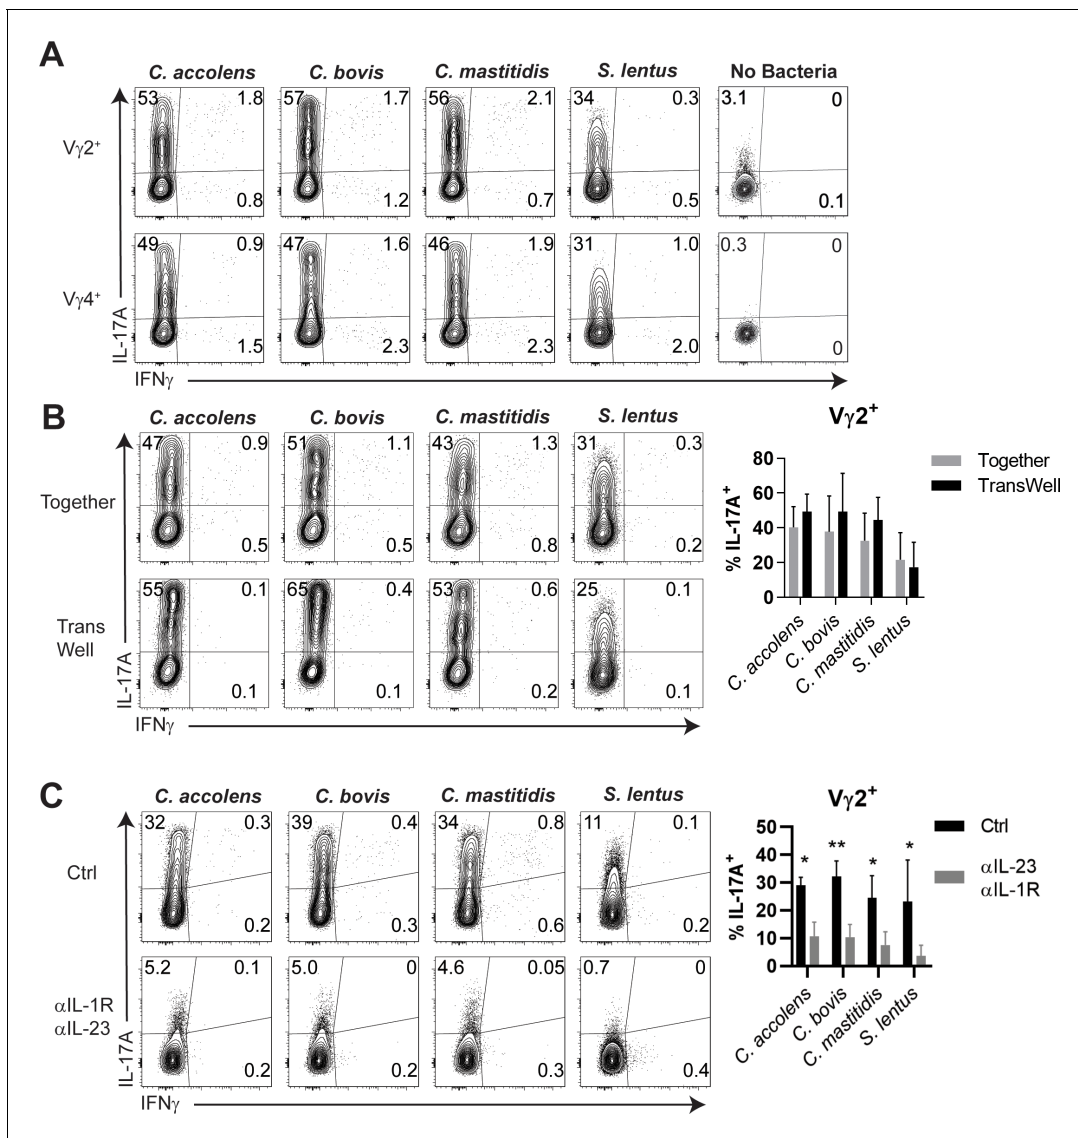 A
C. accolens C. bovis C. mastitidis S. lentus No Bacteria
53 1.8 57 1.7 56 2.1 34 0.3 3.1 0
Vγ2+
0.8 1.2 0.7 0.5 0.1
49 0.9 47 1.6 46 1.9 31 1.0 0.3 0
Vγ4+
IL-17A
1.5 2.3 2.3 2.0 0
IFNγ
B
C. accolens C. bovis C. mastitidis S. lentus
47 0.9 51 1.1 43 1.3 31 0.3
Together
0.5 0.5 0.8 0.2
55 0.1 65 0.4 53 0.6 25 0.1
Trans
Well
IL-17A
0.1 0.1 0.2 0.1
IFNγ
Vγ2+
Together
TransWell
% IL-17A+
80
60
40
20
0
C. accolens
C. bovis
C. mastitidis
S. lentus
C
C. accolens C. bovis C. mastitidis S. lentus
32 0.3 39 0.4 34 0.8 11 0.1
Ctrl
0.2 0.3 0.6 0.2
5.2 0.1 5.0 0 4.6 0.05 0.7 0
αIL-1R
αIL-23
IL-17A
0.2 0.2 0.3 0.4
IFNγ
Vγ2+
Ctrl
αIL-23
αIL-1R
% IL-17A+
50
40
30
20
10
0
* ** * *
C. accolens
C. bovis
C. mastitidis
S. lentus